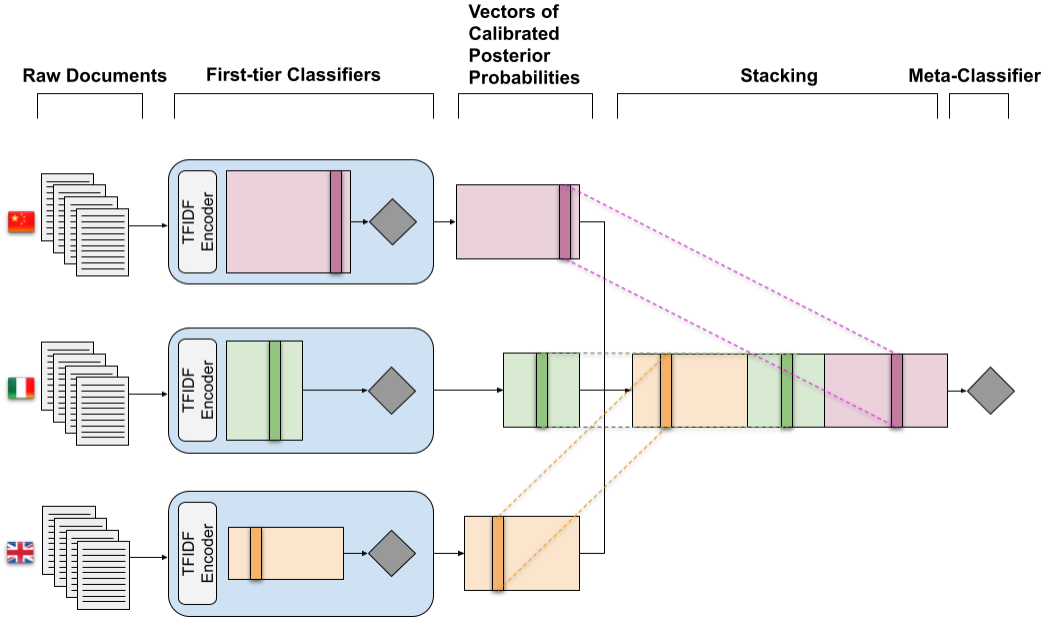 Vectors of
Calibrated
Posterior
Probabilities
Raw Documents
First-tier Classifiers
Stacking
Meta-Classifier
TFIDF
Encoder
TFIDF
Encoder
TFIDF
Encoder